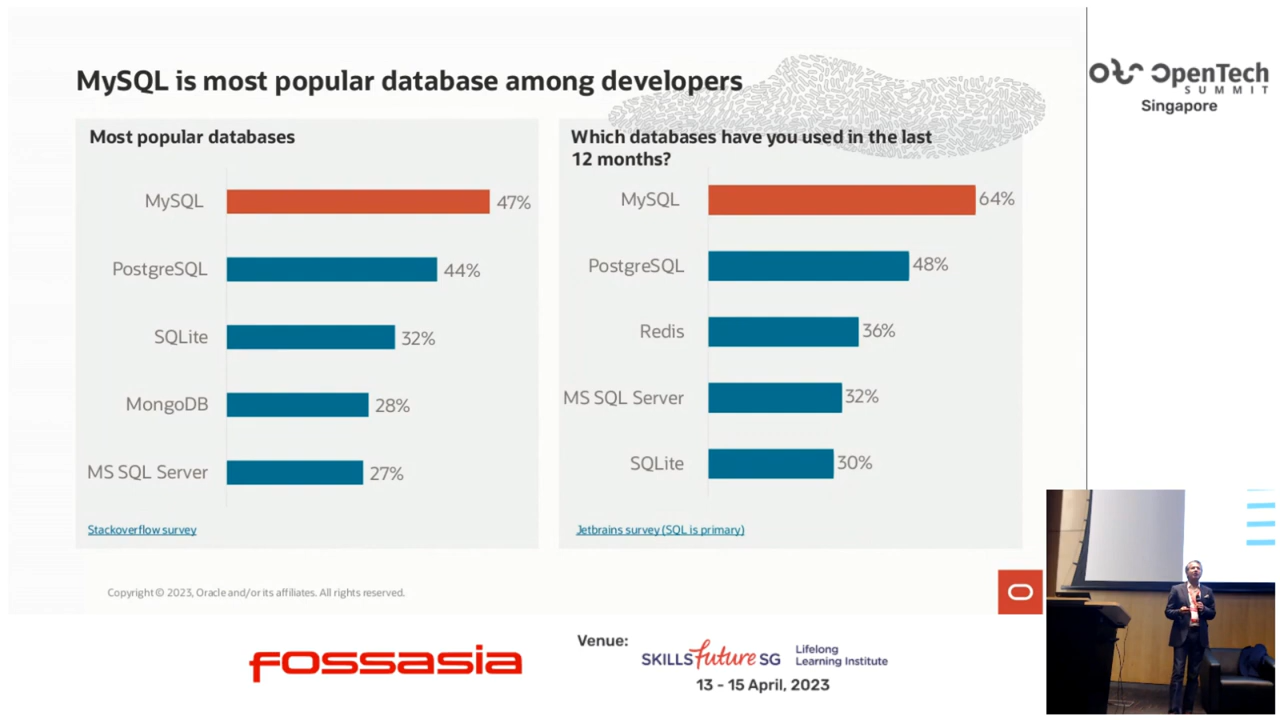 MySQL is most popular database among developers
Most popular databases
MySQL
47%
PostgreSQL
44%
SQLite
32%
MongoDB
28%
MS SQL Server
27%
Stackoverflow survey
Which databases have you used in the last
12 months?
MySQL
64%
PostgreSQL
48%
Redis
36%
MS SQL Server
32%
SQLite
30%
Jetbrains survey (SQL is primary)
Copyright © 2023, Oracle and/or its affiliates. All rights reserved.
OpenTech
SUMMIT
Singapore
fossasia
Venue:
SKILLS future SG
Lifelong
Learning Institute
13 - 15 April, 2023